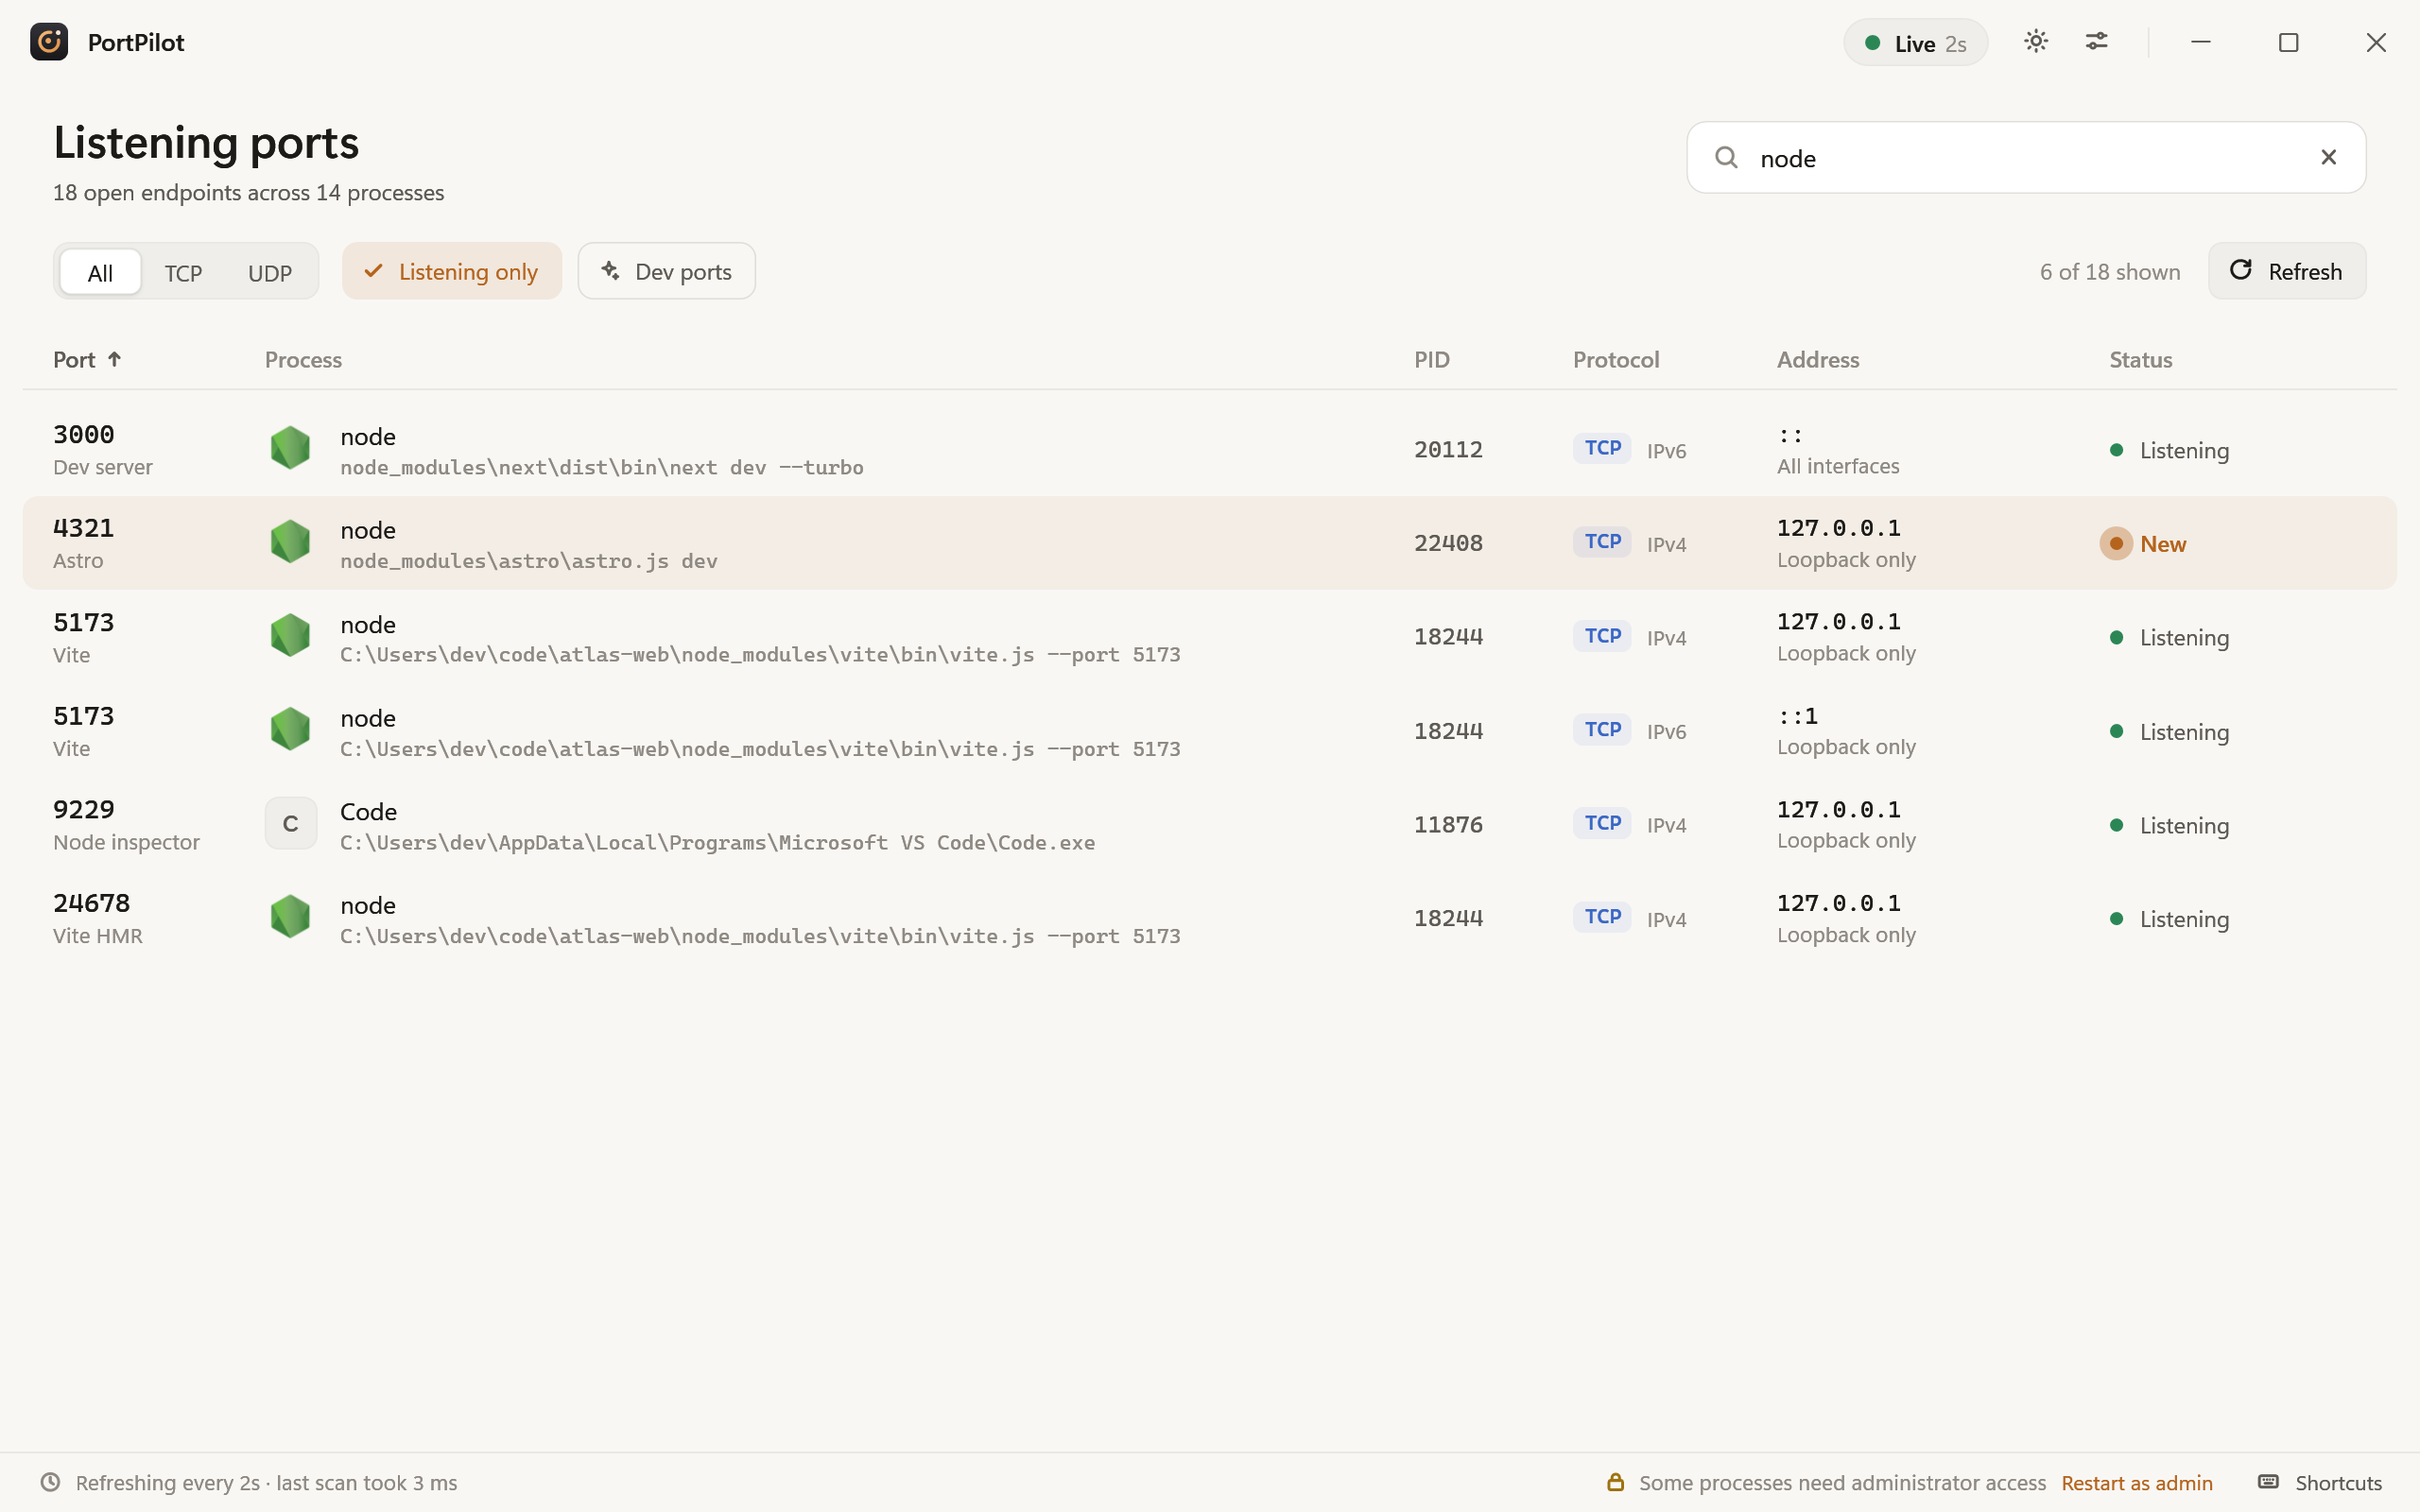 PortPilot
Live 2s
Listening ports
18 open endpoints across 14 processes
node
All TCP UDP Listening only Dev ports
6 of 18 shown Refresh
Port Process PID Protocol Address Status
3000 node 20112 TCP IPv6 :: Listening
Dev server node_modules\next\dist\bin\next dev --turbo All interfaces
4321 node 22408 TCP IPv4 127.0.0.1 New
Astro node_modules\astro\astro.js dev Loopback only
5173 node 18244 TCP IPv4 127.0.0.1 Listening
Vite C:\Users\dev\code\atlas-web\node_modules\vite\bin\vite.js --port 5173 Loopback only
5173 node 18244 TCP IPv6 ::1 Listening
Vite C:\Users\dev\code\atlas-web\node_modules\vite\bin\vite.js --port 5173 Loopback only
9229 C Code 11876 TCP IPv4 127.0.0.1 Listening
Node inspector C:\Users\dev\AppData\Local\Programs\Microsoft VS Code\Code.exe Loopback only
24678 node 18244 TCP IPv4 127.0.0.1 Listening
Vite HMR C:\Users\dev\code\atlas-web\node_modules\vite\bin\vite.js --port 5173 Loopback only
Refreshing every 2s · last scan took 3 ms
Some processes need administrator access Restart as admin Shortcuts